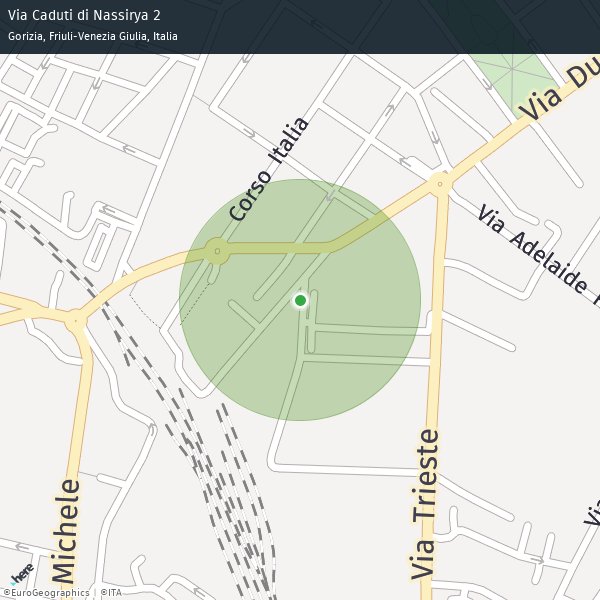 Via Caduti di Nassirya 2
Gorizia, Friuli-Venezia Giulia, Italia
Via Du
Corso Italia
Via Adelaide
Via Trieste
Michele
Via
here
©EuroGeographics | ©ITA